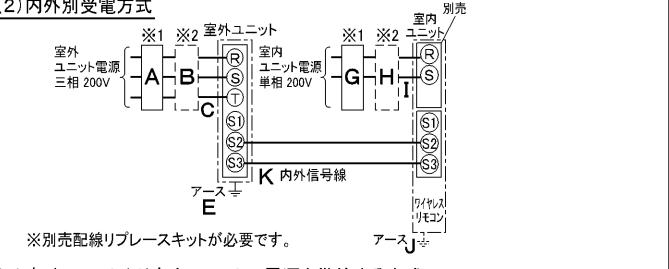 (2)内外別受電方式
別売
室内
ユニット
※1 ※2 室外ユニット
※1 ※2
室外
ユニット電源
三相 200V
A B C
R
S
T
S1
S2
S3
室内
ユニット電源
単相 200V
G H I
R
S
S1
S2
S3
K 内外信号線
アース
E
ワイヤレス
リモコン
アース J
※別売配線リプレースキットが必要です。